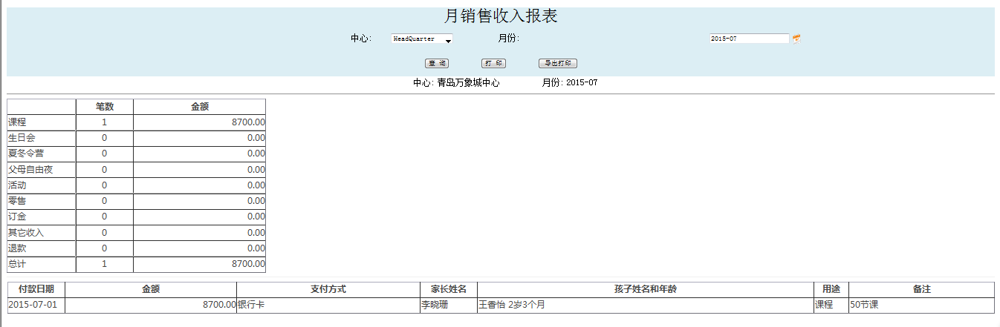 月销售收入报表
中心: HeadQuarter 月份: 2015-07
查 询 打 印 导出打印
中心: 青岛万象城中心 月份: 2015-07
笔数 金额
课程 1 8700.00
生日会 0 0.00
夏冬令营 0 0.00
父母自由夜 0 0.00
活动 0 0.00
零售 0 0.00
订金 0 0.00
其它收入 0 0.00
退款 0 0.00
总计 1 8700.00
付款日期 金额 支付方式 家长姓名 孩子姓名和年龄 用途 备注
2015-07-01 8700.00 银行卡 李晓珊 王香怡 2岁3个月 课程 50节课